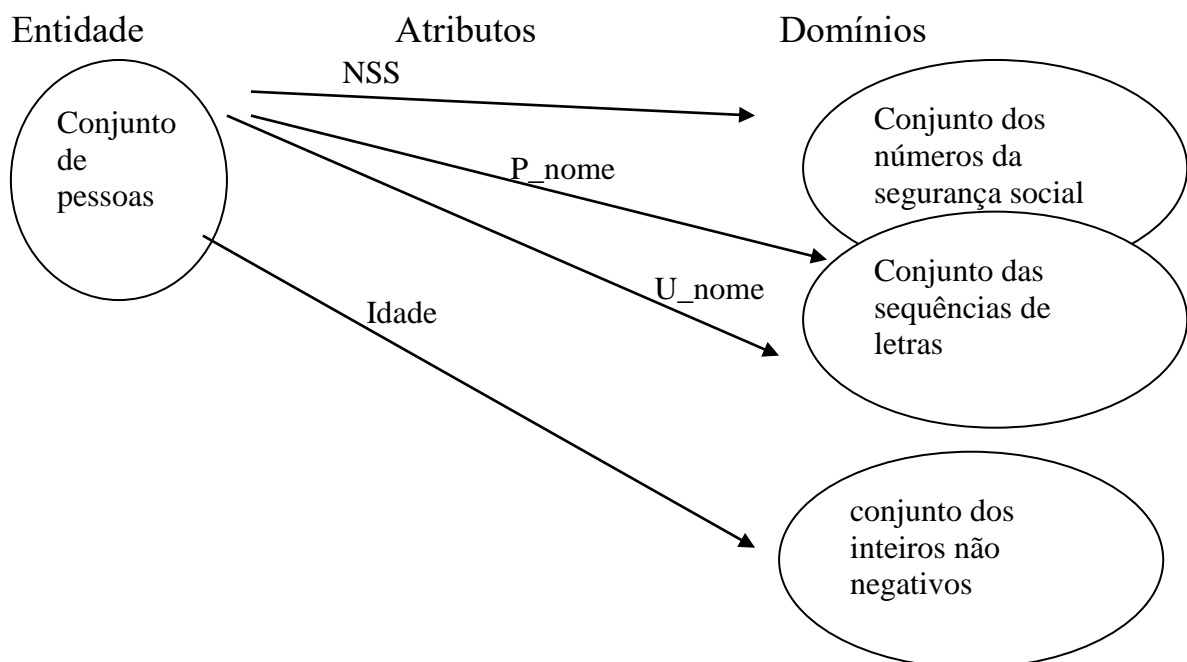 Entidade
Atributos
Domínios
NSS
Conjunto
de
pessoas
Conjunto dos
números da
segurança social
P_nome
Conjunto das
sequências de
letras
U_nome
Idade
conjunto dos
inteiros não
negativos